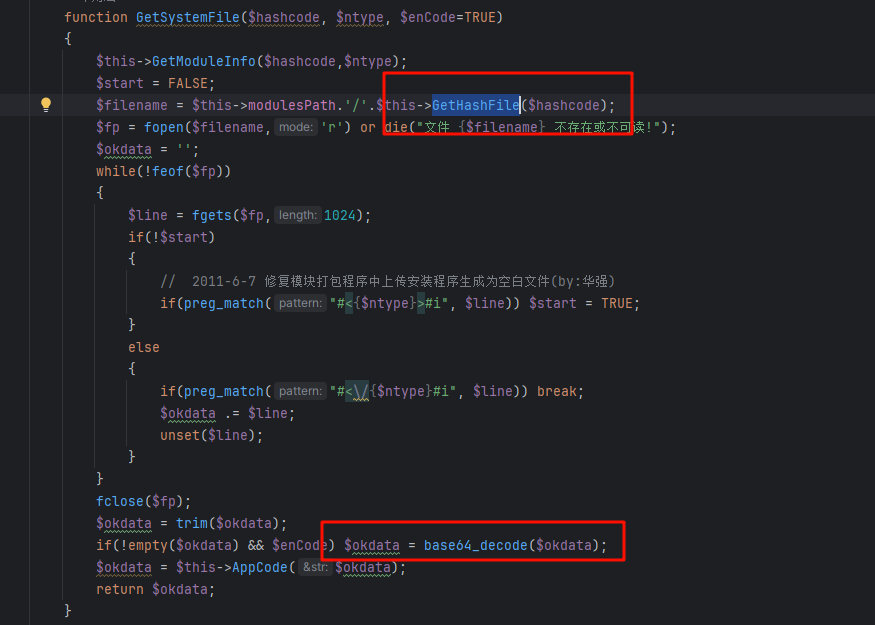 function GetSystemFile($hashcode, $ntype, $enCode=TRUE)
{
$this->GetModuleInfo($hashcode,$ntype);
$start = FALSE;
$filename = $this->modulesPath.'/'.$this->GetHashFile($hashcode);
$fp = fopen($filename, mode: 'r') or die("文件 {$filename} 不存在或不可读!");
$okdata = '';
while(!feof($fp))
{
$line = fgets($fp, length: 1024);
if(!$start)
{
// 2011-6-7 修复模块打包程序中上传安装程序生成为空白文件(by:华强)
if(preg_match( pattern: "#<{$ntype}>#i", $line)) $start = TRUE;
}
else
{
if(preg_match( pattern: "#<\/{$ntype}#i", $line)) break;
$okdata .= $line;
unset($line);
}
}
fclose($fp);
$okdata = trim($okdata);
if(!empty($okdata) && $enCode) $okdata = base64_decode($okdata);
$okdata = $this->AppCode( &str: $okdata);
return $okdata;
}